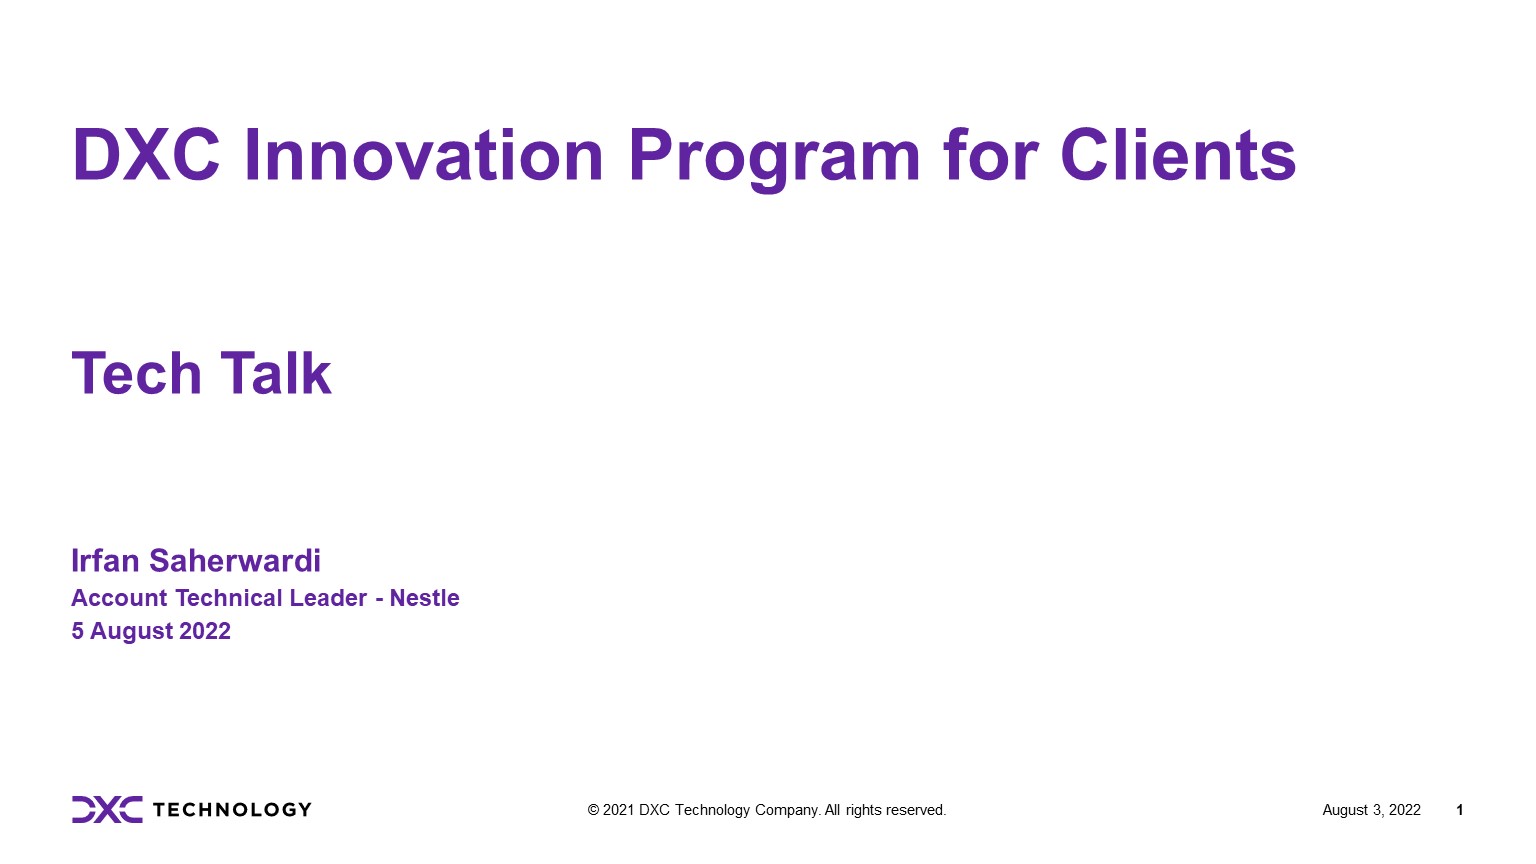 DXC Innovation Program for Clients
Tech Talk
Irfan Saherwardi
Account Technical Leader - Nestle
5 August 2022
DXC TECHNOLOGY
© 2021 DXC Technology Company. All rights reserved.
August 3, 2022
1